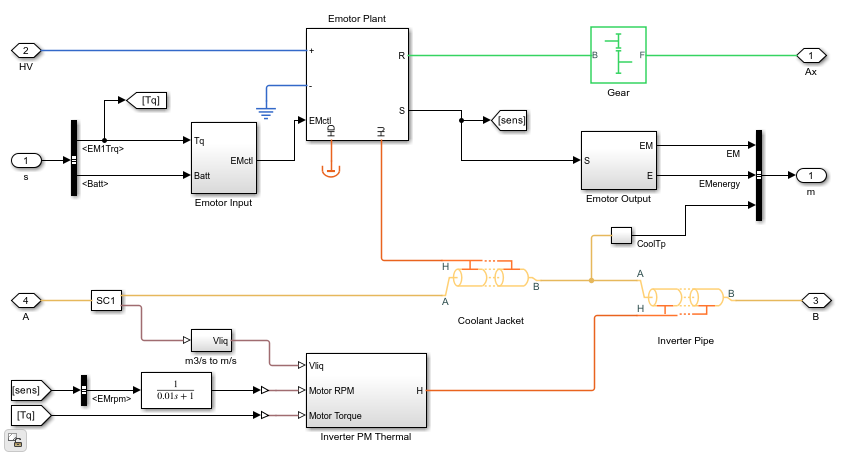 Emotor Plant
2
HV
+
R
B
F
1
Ax
Gear
[Tq]
-
S
[sens]
EMctl
HD
HJ
<EM1Trq>
Tq
EMctl
1
s
<Batt>
Batt
Emotor Input
S
EM
E
Emotor Output
EM
EMenergy
1
m
CoolTp
H
A
B
Coolant Jacket
A
H
B
Inverter Pipe
4
A
SC1
3
B
Vliq
m3/s to m/s
[sens]
<EMrpm>
1
0.01s + 1
[Tq]
Vliq
Motor RPM
H
Motor Torque
Inverter PM Thermal